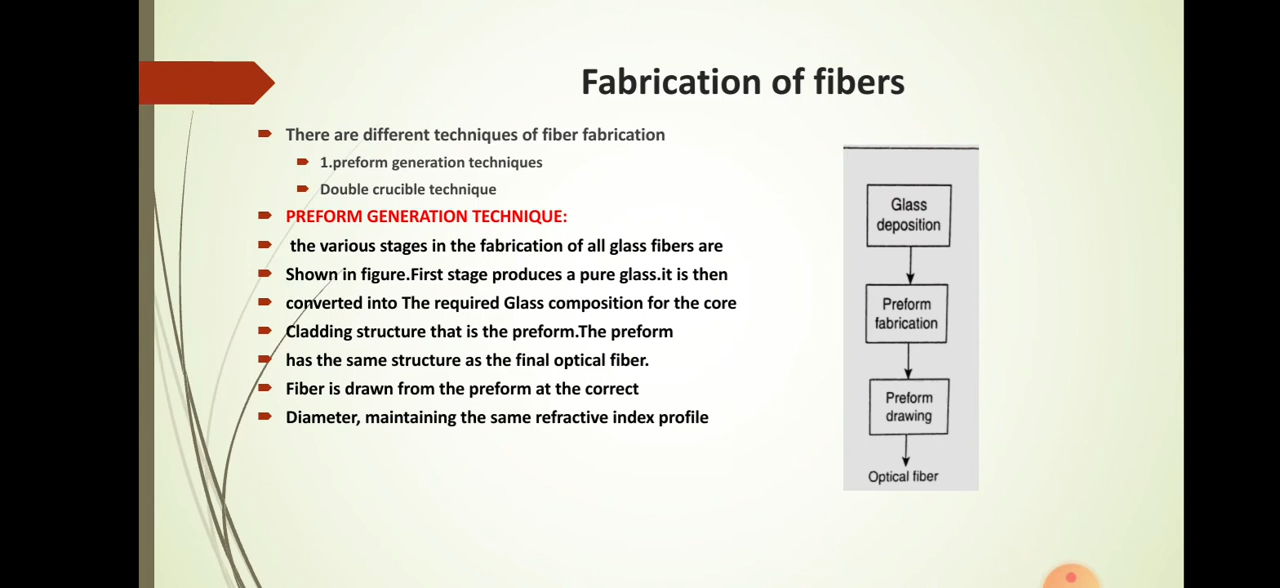 Fabrication of fibers
There are different techniques of fiber fabrication
1.preform generation techniques
Double crucible technique
PREFORM GENERATION TECHNIQUE:
the various stages in the fabrication of all glass fibers are
Shown in figure.First stage produces a pure glass.it is then
converted into The required Glass composition for the core
Cladding structure that is the preform.The preform
has the same structure as the final optical fiber.
Fiber is drawn from the preform at the correct
Diameter, maintaining the same refractive index profile
Glass
deposition
Preform
fabrication
Preform
drawing
Optical fiber